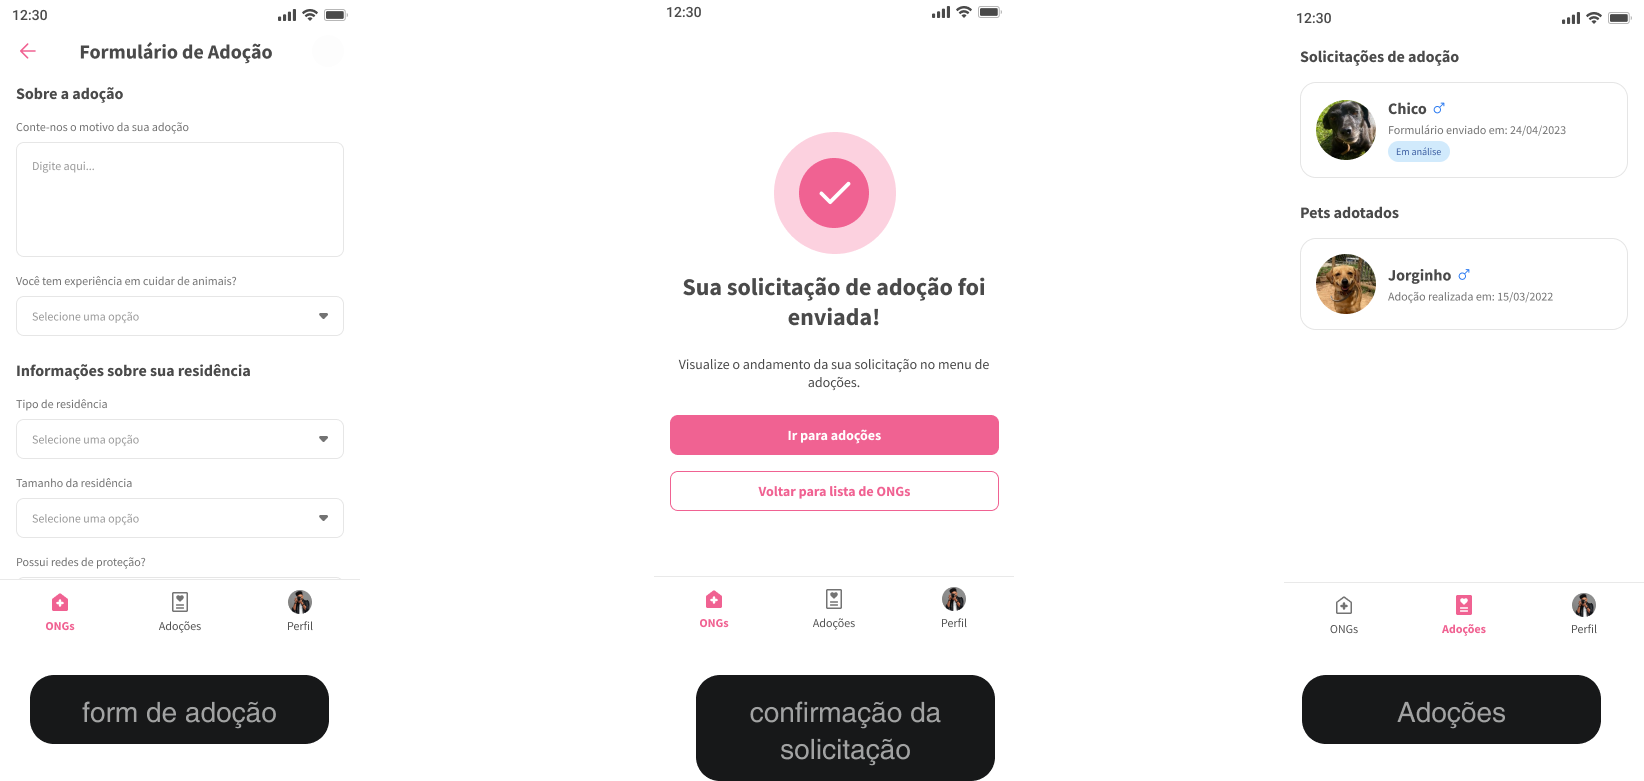 12:30
Formulário de Adoção
Sobre a adoção
Conte-nos o motivo da sua adoção
Digite aqui...
Você tem experiência em cuidar de animais?
Selecione uma opção
Informações sobre sua residência
Tipo de residência
Selecione uma opção
Tamanho da residência
Selecione uma opção
Possui redes de proteção?
ONGs
Adoções
Perfil
form de adoção
12:30
Sua solicitação de adoção foi
enviada!
Visualize o andamento da sua solicitação no menu de
adoções.
Ir para adoções
Voltar para lista de ONGs
ONGs
Adoções
Perfil
confirmação da
solicitação
12:30
Solicitações de adoção
Chico
Formulário enviado em: 24/04/2023
Em análise
Pets adotados
Jorginho
Adoção realizada em: 15/03/2022
ONGs
Adoções
Perfil
Adoções